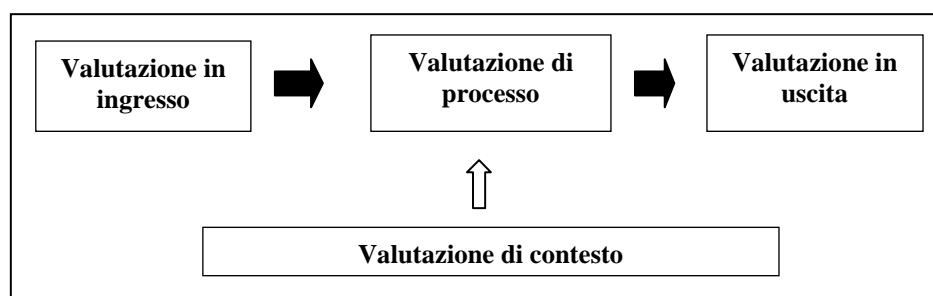 Valutazione in
ingresso
Valutazione di
processo
Valutazione in
uscita
Valutazione di contesto